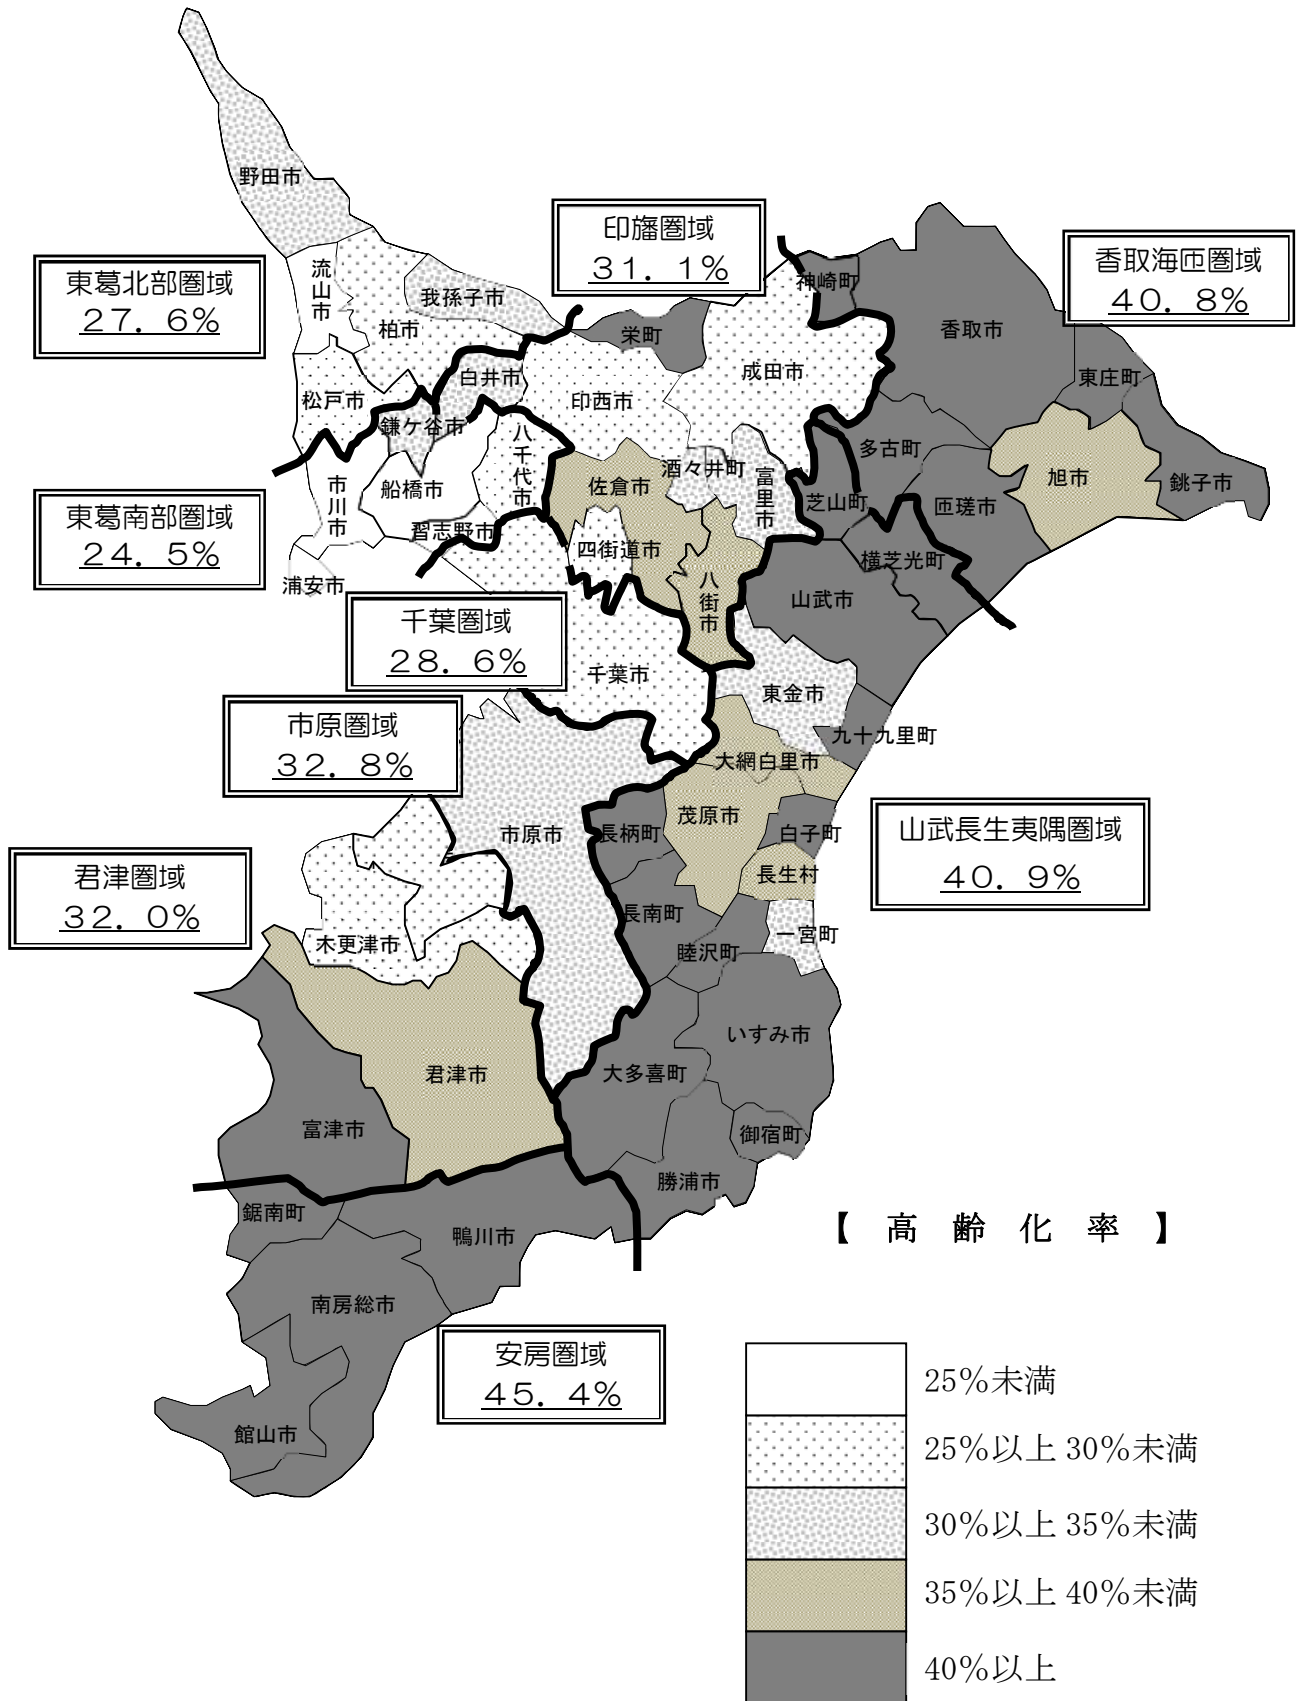 野田市
印旛圏域
31.1%
香取海匝圏域
40.8%
東葛北部圏域
27.6%
流山市
我孫子市
柏市
神崎町
香取市
栄町
成田市
東庄町
白井市
印西市
松戸市
鎌ケ谷市
八千代市
酒々井町
富里市
多古町
旭市
銚子市
市川市
船橋市
佐倉市
芝山町
匝瑳市
東葛南部圏域
24.5%
習志野市
四街道市
横芝光町
浦安市
八街市
山武市
千葉圏域
28.6%
千葉市
東金市
市原圏域
32.8%
九十九里町
大網白里市
市原市
長柄町
茂原市
白子町
山武長生夷隅圏域
40.9%
君津圏域
32.0%
長生村
木更津市
長南町
睦沢町
一宮町
いすみ市
君津市
大多喜町
富津市
御宿町
勝浦市
鋸南町
鴨川市
【高齢化率】
南房総市
安房圏域
45.4%
館山市
25%未満
25%以上30%未満
30%以上35%未満
35%以上40%未満
40%以上